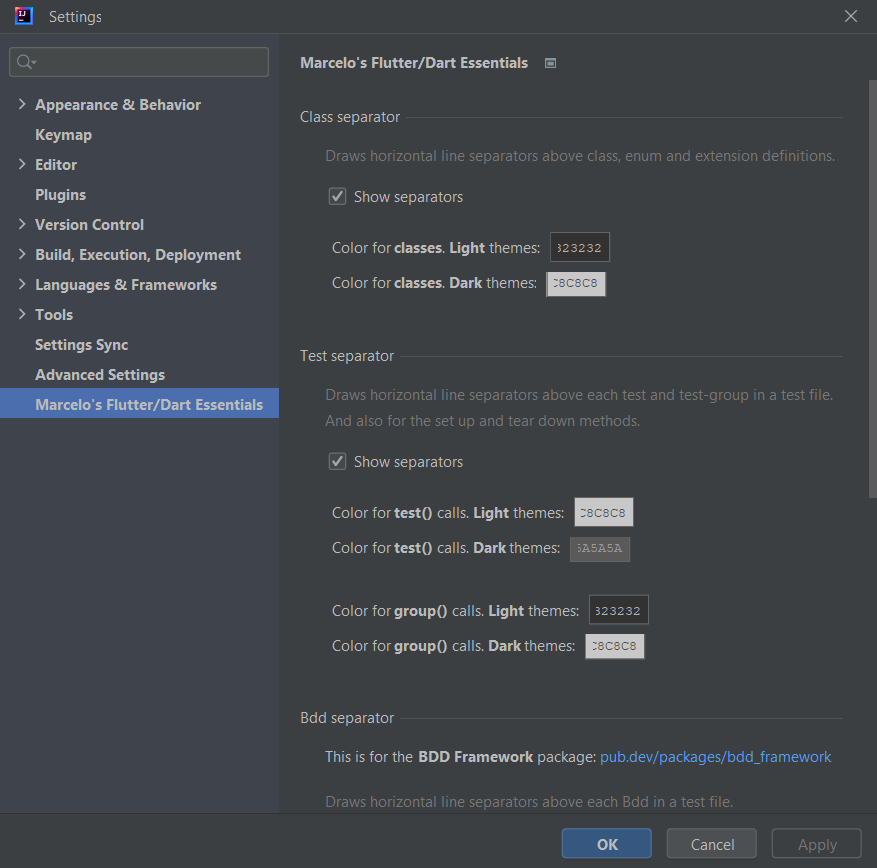 Settings
Appearance & Behavior
Keymap
Editor
Plugins
Version Control
Build, Execution, Deployment
Languages & Frameworks
Tools
Settings Sync
Advanced Settings
Marcelo's Flutter/Dart Essentials
Marcelo's Flutter/Dart Essentials
Class separator
Draws horizontal line separators above class, enum and extension definitions.
Show separators
Color for classes. Light themes: 323232
Color for classes. Dark themes: C8C8C8
Test separator
Draws horizontal line separators above each test and test-group in a test file.
And also for the set up and tear down methods.
Show separators
Color for test() calls. Light themes: C8C8C8
Color for test() calls. Dark themes: 5A5A5A
Color for group() calls. Light themes: 323232
Color for group() calls. Dark themes: C8C8C8
Bdd separator
This is for the BDD Framework package: pub.dev/packages/bdd_framework
Draws horizontal line separators above each Bdd in a test file.
OK
Cancel
Apply